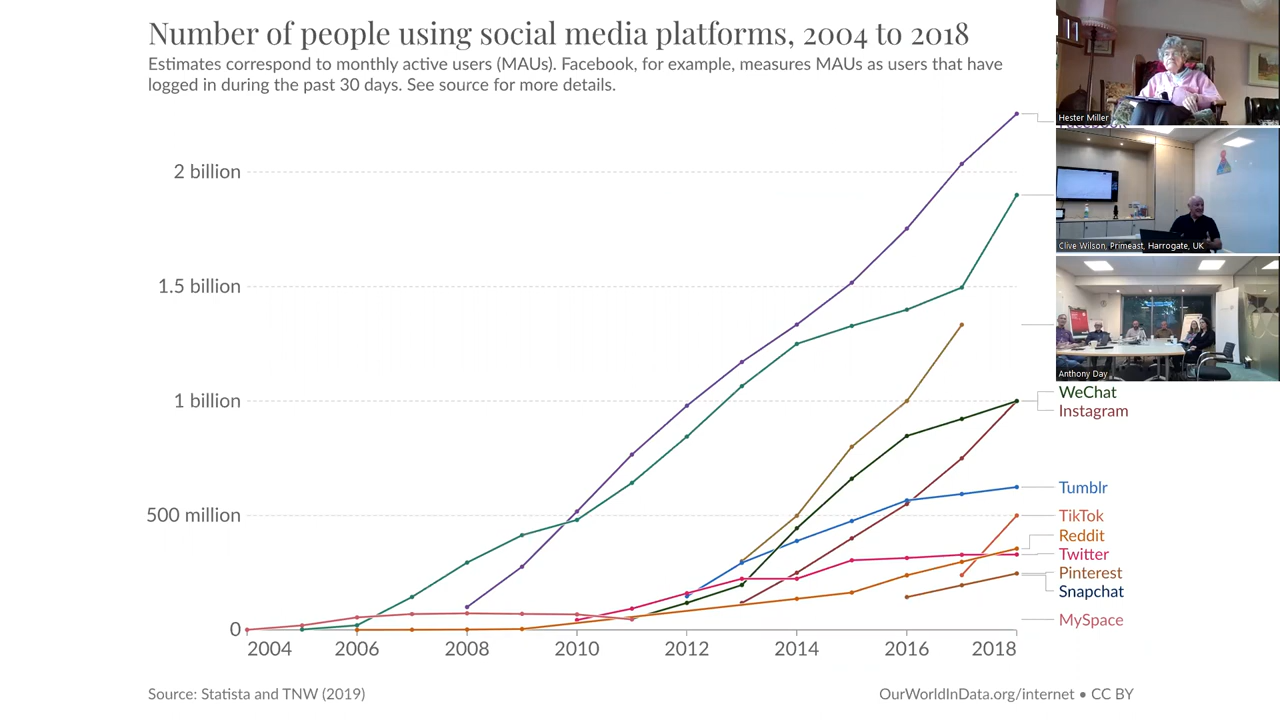 Number of people using social media platforms, 2004 to 2018
Estimates correspond to monthly active users (MAUs). Facebook, for example, measures MAUs as users that have
logged in during the past 30 days. See source for more details.
2 billion
1.5 billion
1 billion
500 million
0
2004
2006
2008
2010
2012
2014
2016
2018
WeChat
Instagram
Tumblr
TikTok
Reddit
Twitter
Pinterest
Snapchat
MySpace
Source: Statista and TNW (2019)
OurWorldInData.org/internet • CC BY
Hester Miller
Clive Wilson, Primeast, Harrogate, UK
Anthony Day